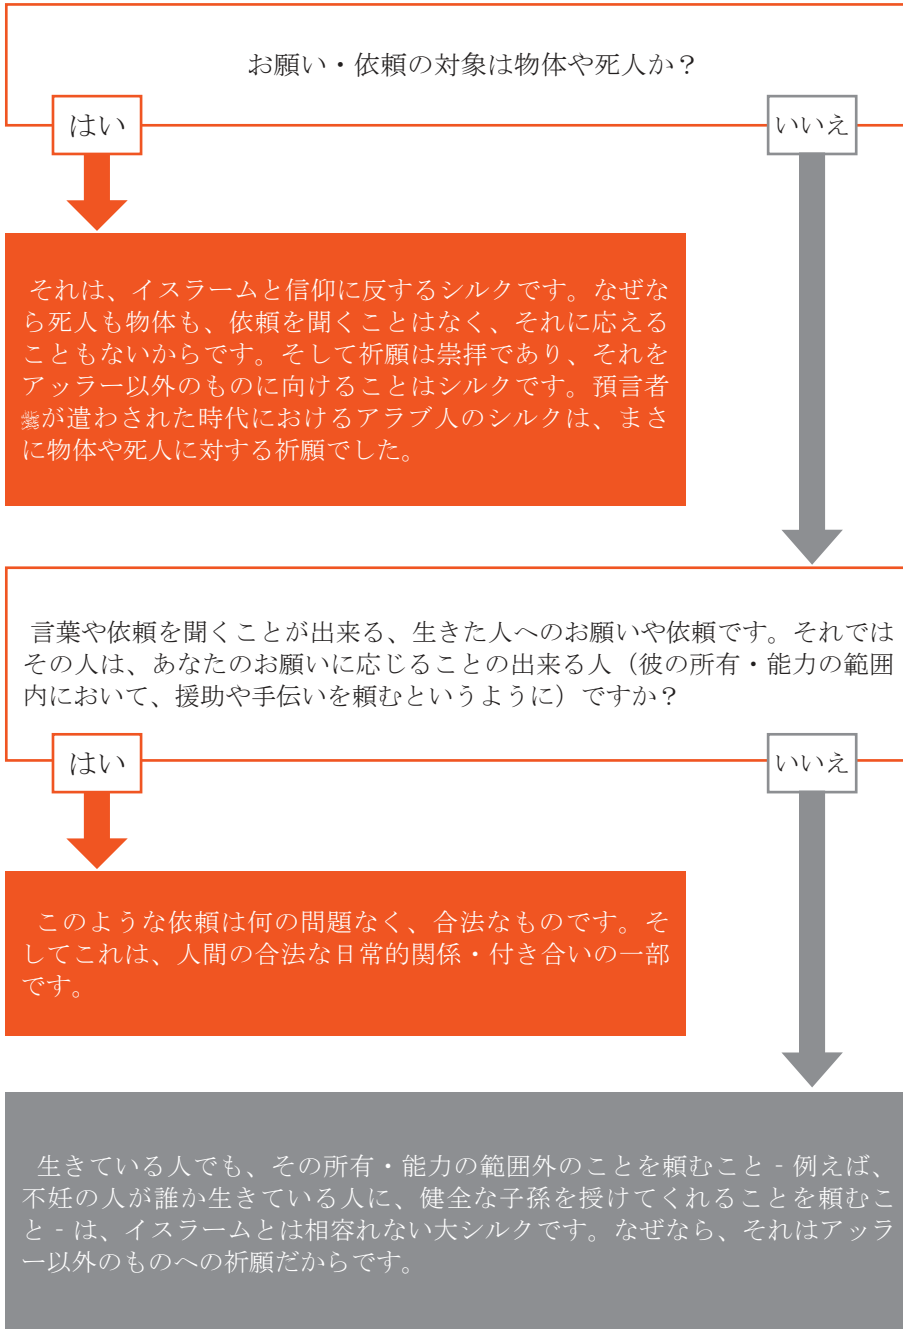 お願い・依頼の対象は物体や死人か？
はい
いいえ
それは、イスラームと信仰に反するシルクです。なぜな
ら死人も物体も、依頼を聞くことはなく、それに応える
こともないからです。そして祈願は崇拝であり、それを
アッラー以外のものに向けることはシルクです。預言者
ﷺが遣わされた時代におけるアラブ人のシルクは、まさ
に物体や死人に対する祈願でした。
言葉や依頼を聞くことが出来る、生きた人へのお願いや依頼です。それでは
その人は、あなたのお願いに応じることの出来る人（彼の所有・能力の範囲
内において、援助や手伝いを頼むというように）ですか？
はい
いいえ
このような依頼は何の問題なく、合法なものです。そ
してこれは、人間の合法な日常的関係・付き合いの一部
です。
生きている人でも、その所有・能力の範囲外のことを頼むこと‐例えば、
不妊の人が誰か生きている人に、健全な子孫を授けてくれることを頼むこ
と‐は、イスラームとは相容れない大シルクです。なぜなら、それはアッラ
ー以外のものへの祈願だからです。